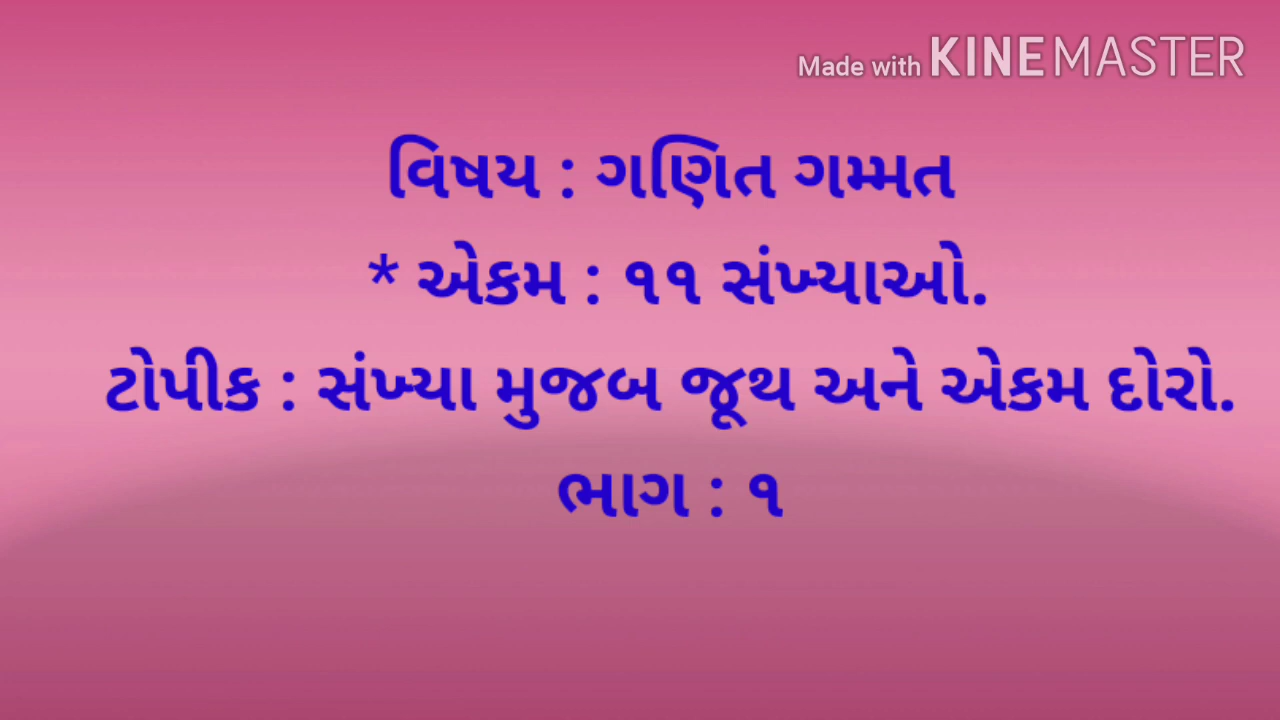 Made with KINEMASTER
વિષય : ગણિત ગમ્મત
* એકમ : ૧૧ સંખ્યાઓ.
ટોપીક : સંખ્યા મુજબ જૂથ અને એકમ દોરો.
ભાગ : ૧